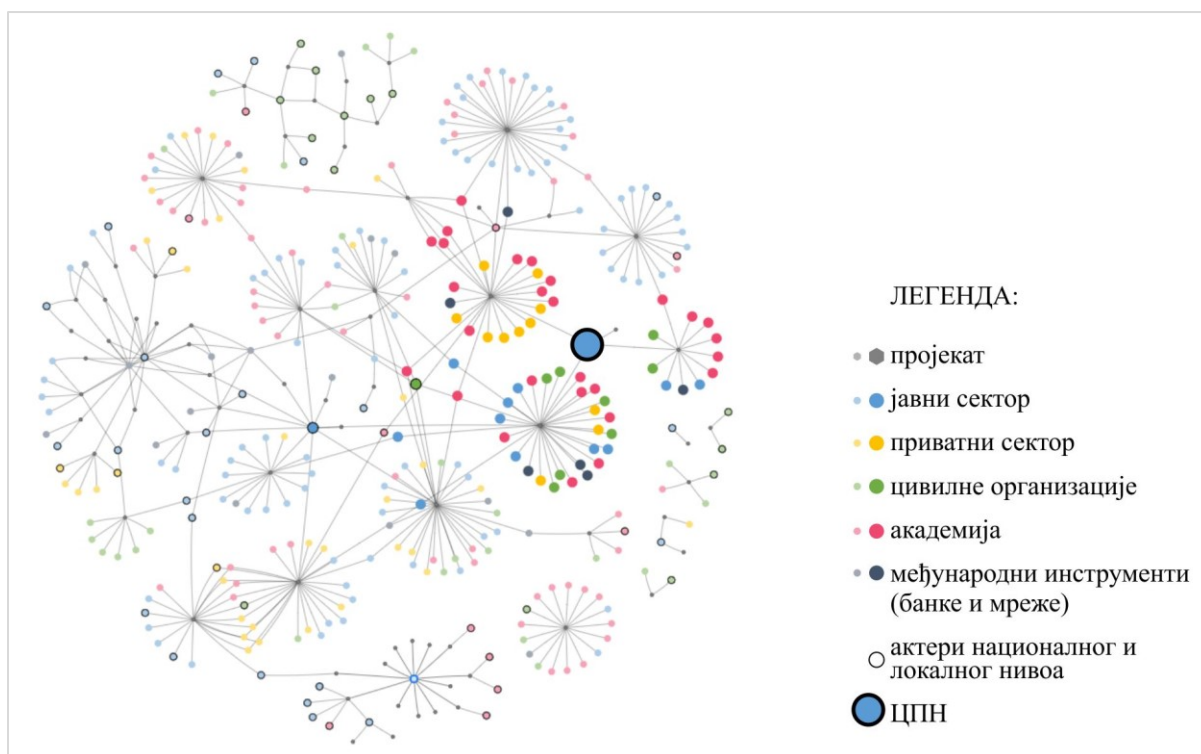 ЛЕГЕНДА:
пројекат
јавни сектор
приватни сектор
цивилне организације
академија
међународни инструменти
(банке и мреже)
актери националног и
локалног нивоа
ЦПН